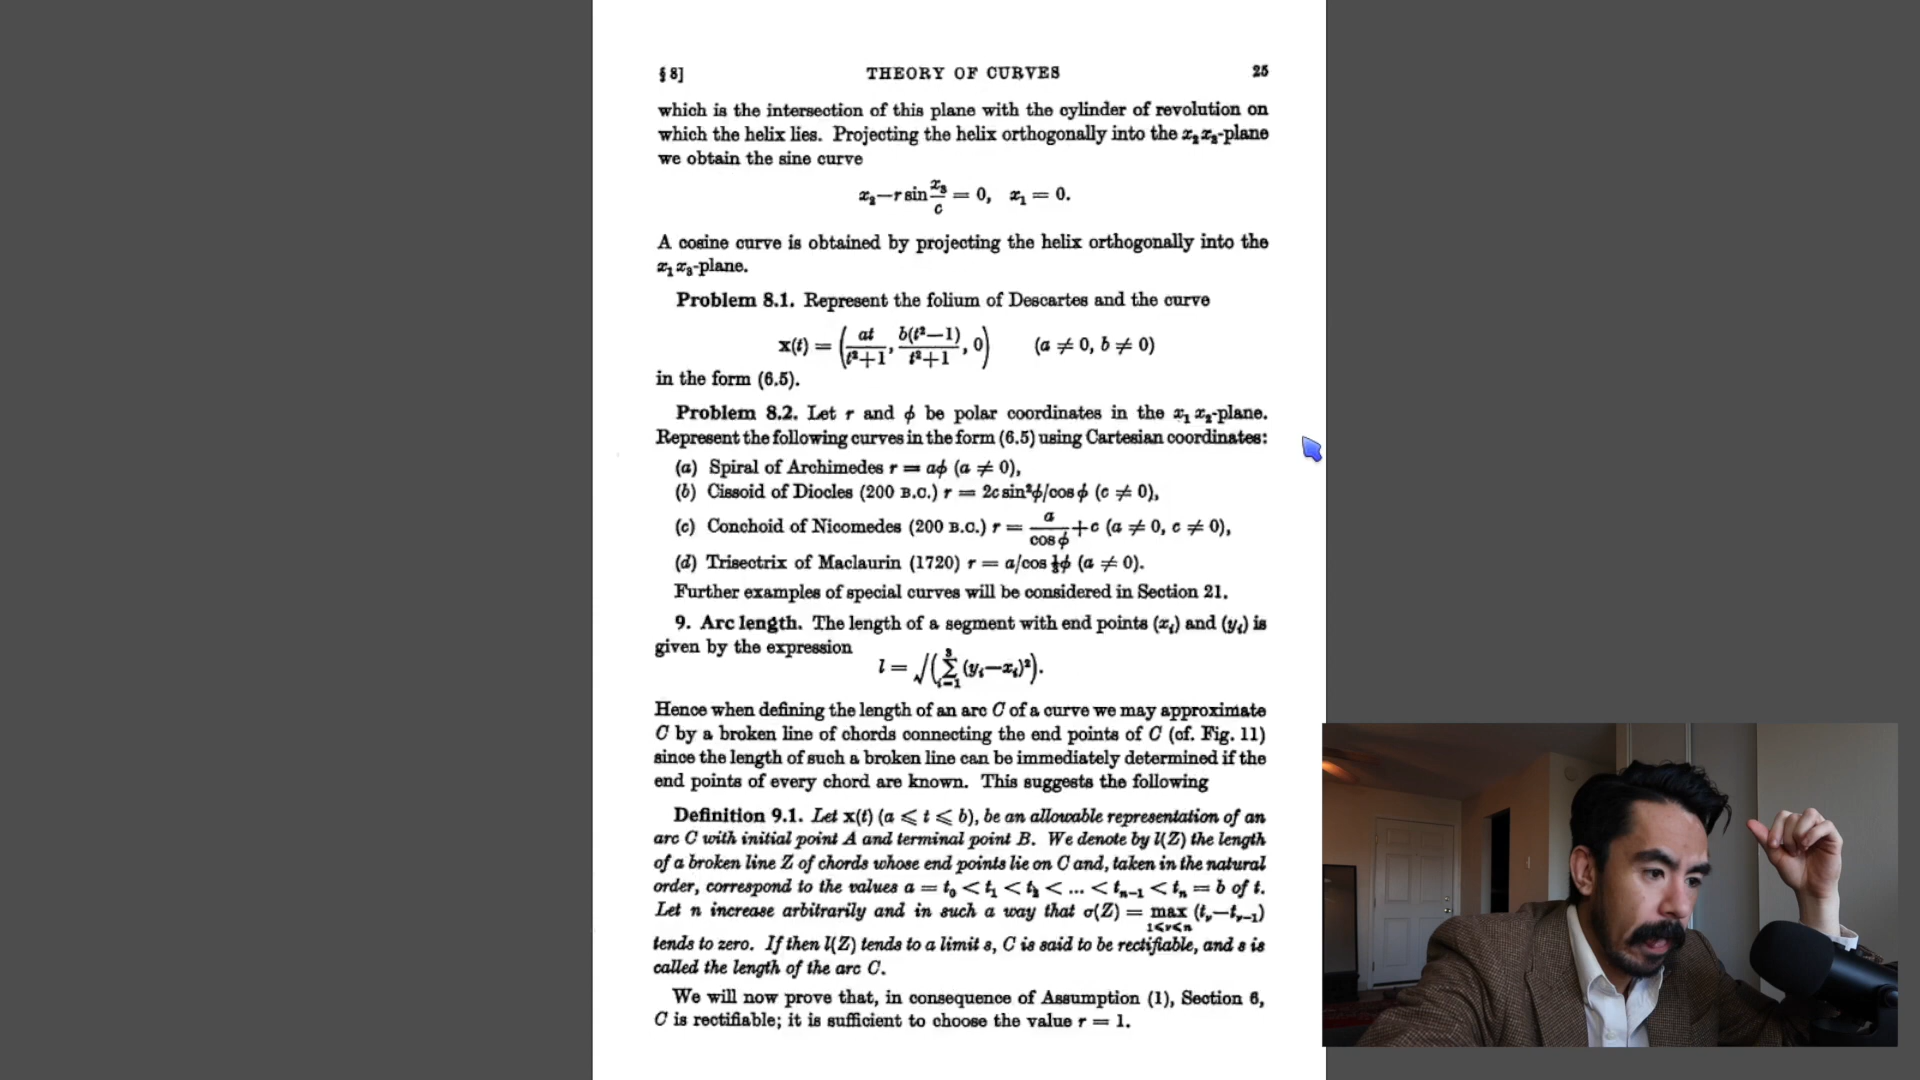 § 8] THEORY OF CURVES 25
which is the intersection of this plane with the cylinder of revolution on
which the helix lies. Projecting the helix orthogonally into the x₂x₃-plane
we obtain the sine curve
x₂—r sin x₃/c = 0, x₁ = 0.
A cosine curve is obtained by projecting the helix orthogonally into the
x₁x₃-plane.
Problem 8.1. Represent the folium of Descartes and the curve
x(t) = (at/(t²+1), b(t²—1)/(t²+1), 0) (a ≠ 0, b ≠ 0)
in the form (6.5).
Problem 8.2. Let r and ϕ be polar coordinates in the x₁x₂-plane.
Represent the following curves in the form (6.5) using Cartesian coordinates:
(a) Spiral of Archimedes r = aϕ (a ≠ 0),
(b) Cissoid of Diocles (200 B.C.) r = 2c sin²ϕ/cos ϕ (c ≠ 0),
(c) Conchoid of Nicomedes (200 B.C.) r = a/cos ϕ +c (a ≠ 0, c ≠ 0),
(d) Trisectrix of Maclaurin (1720) r = a/cos ⅓ϕ (a ≠ 0).
Further examples of special curves will be considered in Section 21.
9. Arc length. The length of a segment with end points (xᵢ) and (yᵢ) is
given by the expression
l = √(∑³ᵢ₌₁ (yᵢ—xᵢ)²).
Hence when defining the length of an arc C of a curve we may approximate
C by a broken line of chords connecting the end points of C (cf. Fig. 11)
since the length of such a broken line can be immediately determined if the
end points of every chord are known. This suggests the following
Definition 9.1. Let x(t) (a ⩽ t ⩽ b), be an allowable representation of an
arc C with initial point A and terminal point B. We denote by l(Z) the length
of a broken line Z of chords whose end points lie on C and, taken in the natural
order, correspond to the values a = t₀ < t₁ < t₂ < ... < tₙ₋₁ < tₙ = b of t.
Let n increase arbitrarily and in such a way that σ(Z) = max (tᵥ—tᵥ₋₁)
1⩽ν⩽n
tends to zero. If then l(Z) tends to a limit s, C is said to be rectifiable, and s is
called the length of the arc C.
We will now prove that, in consequence of Assumption (1), Section 6,
C is rectifiable; it is sufficient to choose the value r = 1.